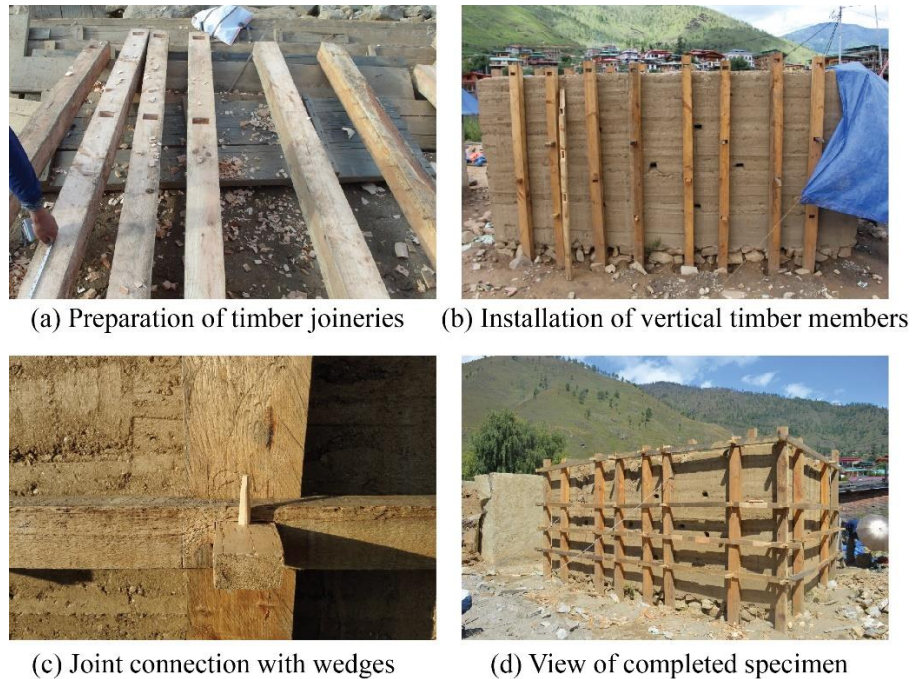 (a) Preparation of timber joineries
(b) Installation of vertical timber members
(c) Joint connection with wedges
(d) View of completed specimen